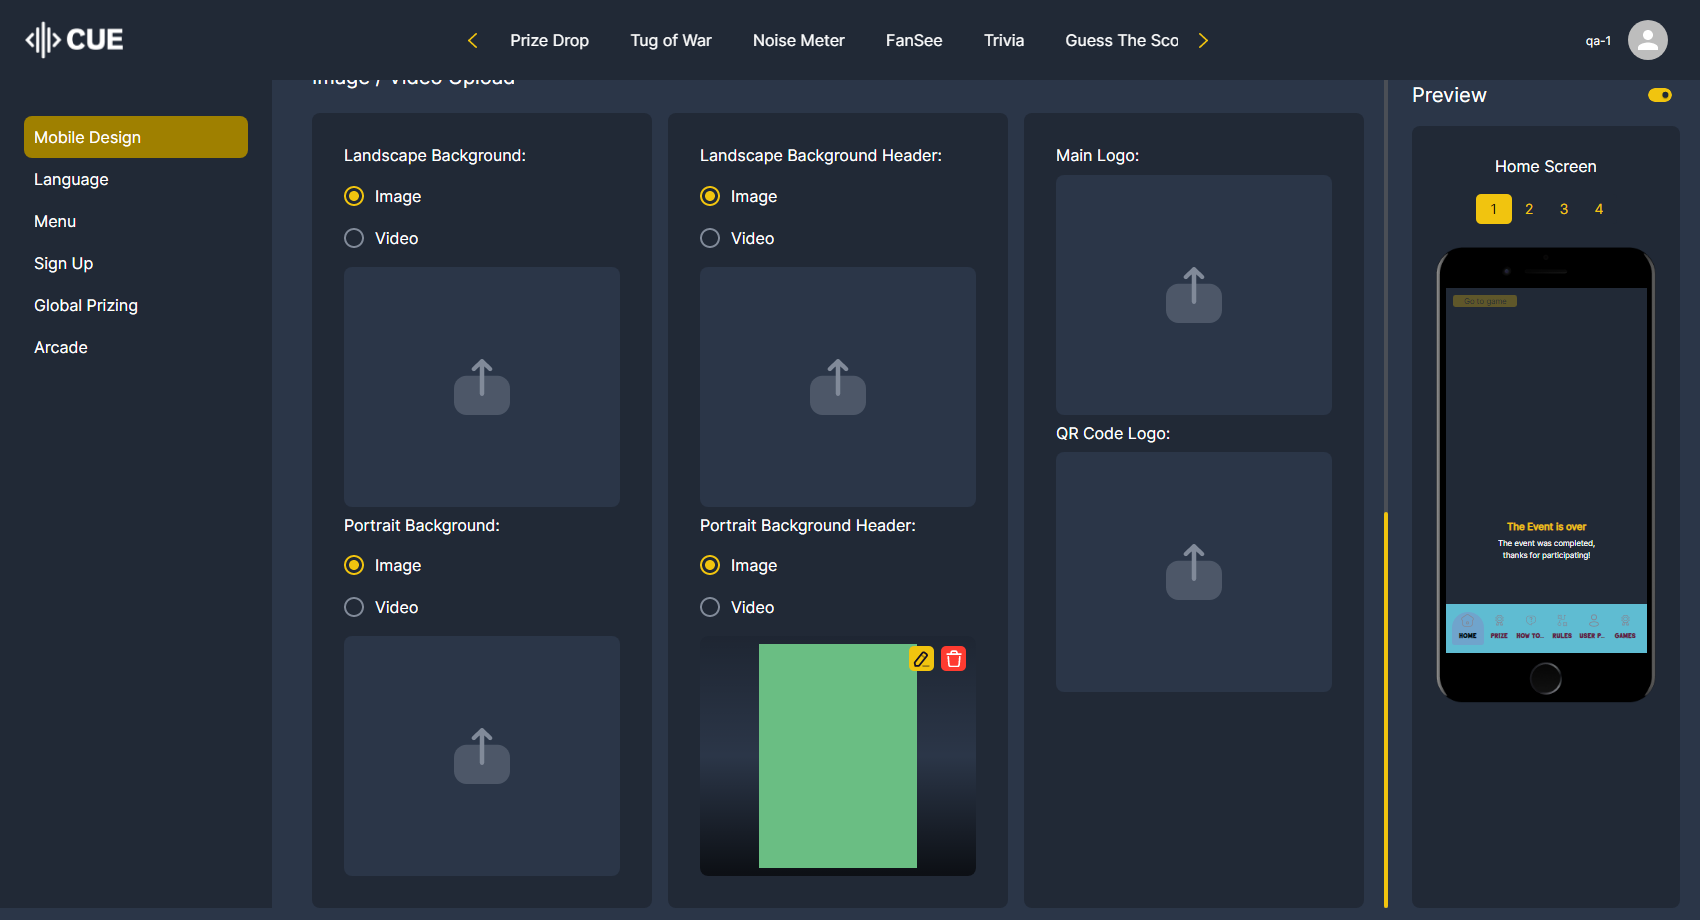 CUE
Prize Drop
Tug of War
Noise Meter
FanSee
Trivia
Guess The Sco
qa-1
Mobile Design
Language
Menu
Sign Up
Global Prizing
Arcade
Image / Video Upload
Landscape Background:
Image
Video
Portrait Background:
Image
Video
Landscape Background Header:
Image
Video
Portrait Background Header:
Image
Video
Main Logo:
QR Code Logo:
Preview
Home Screen
1 2 3 4
Go to game
The Event is over
The event was completed,
thanks for participating!
HOME PRIZE HOW TO.. RULES USER P.. GAMES